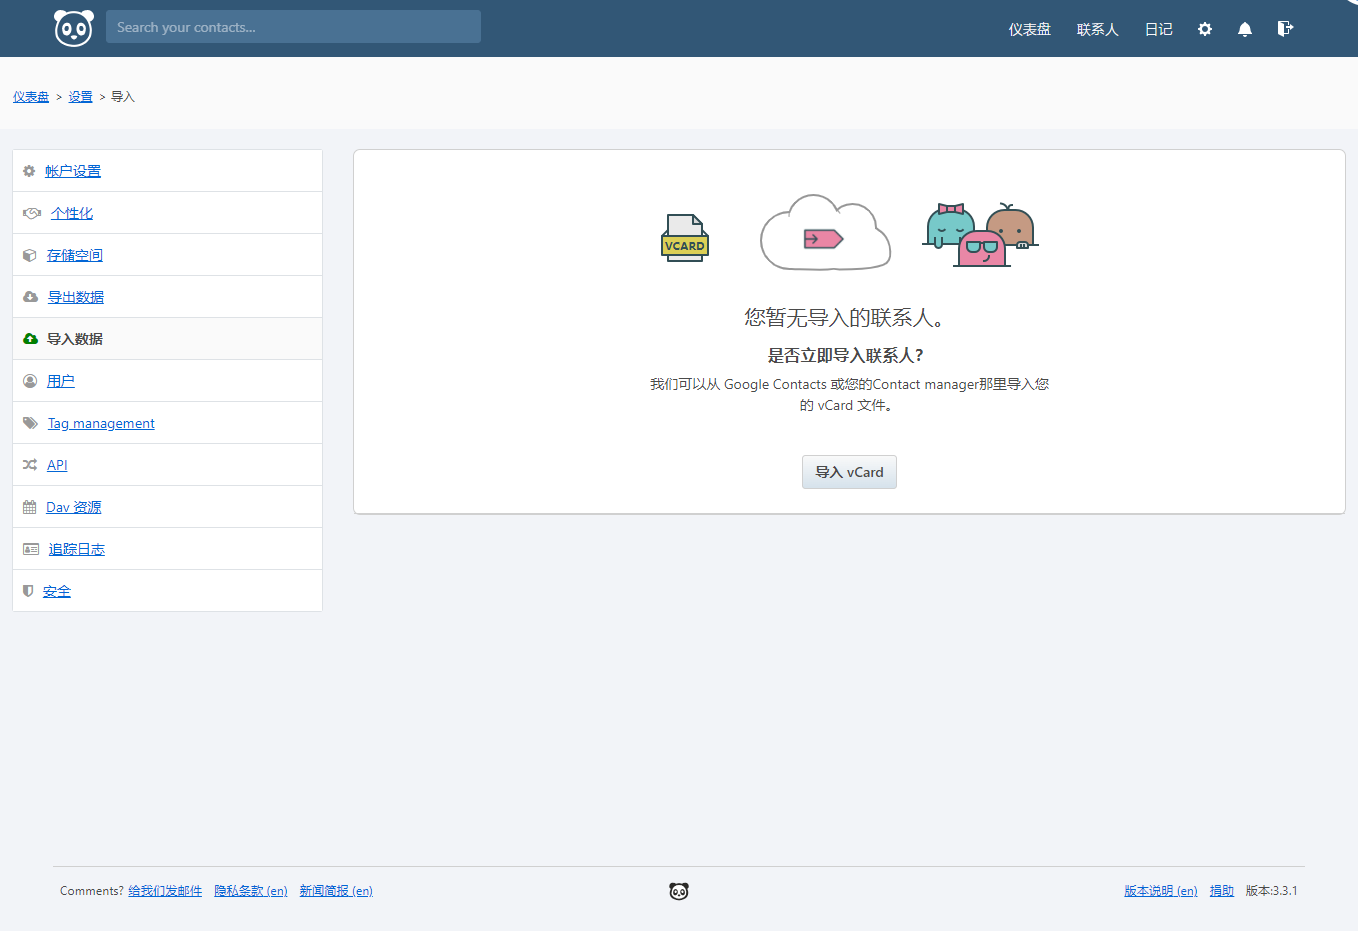 Search your contacts...
仪表盘 联系人 日记
仪表盘 > 设置 > 导入
帐户设置
个性化
存储空间
导出数据
导入数据
用户
Tag management
API
Dav 资源
追踪日志
安全
VCARD
您暂无导入的联系人。
是否立即导入联系人？
我们可以从 Google Contacts 或您的Contact manager那里导入您
的 vCard 文件。
导入 vCard
Comments? 给我们发邮件 隐私条款 (en) 新闻简报 (en)
版本说明 (en) 捐助 版本:3.3.1